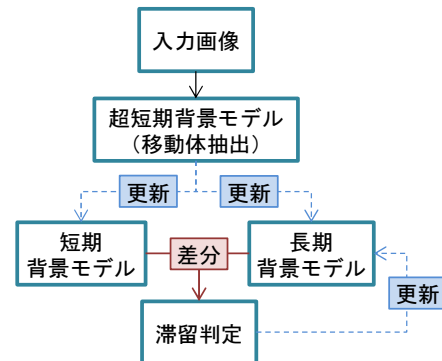 入力画像
超短期背景モデル
（移動体抽出）
更新
更新
短期
背景モデル
差分
長期
背景モデル
更新
滞留判定